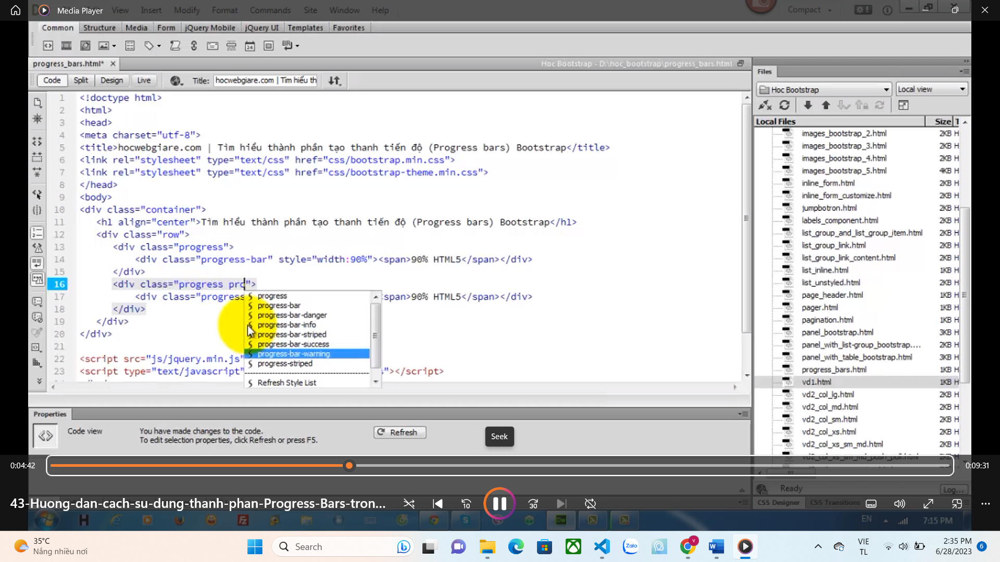 Media Player
View Insert Modify Format Commands Site Window Help
Compact
Common Structure Media Form jQuery Mobile jQuery UI Templates Favorites
progress_bars.html*
Hoc Bootstrap - D:\hoc_bootstrap\progress_bars.html
Code Split Design Live
Title: hocwebgiare.com | Tìm hiểu th
1 <!doctype html>
2 <html>
3 <head>
4 <meta charset="utf-8">
5 <title>hocwebgiare.com | Tìm hiểu thành phần tạo thanh tiến độ (Progress bars) Bootstrap</title>
6 <link rel="stylesheet" type="text/css" href="css/bootstrap.min.css">
7 <link rel="stylesheet" type="text/css" href="css/bootstrap-theme.min.css">
8 </head>
9 <body>
10 <div class="container">
11 <h1 align="center">Tìm hiểu thành phần tạo thanh tiến độ (Progress bars) Bootstrap</h1>
12 <div class="row">
13 <div class="progress">
14 <div class="progress-bar" style="width:90%"><span>90% HTML5</span></div>
15 </div>
16 <div class="progress pro">
17 <div class="progress span>90% HTML5</span></div>
18 </div>
19 </div>
20 </div>
21
22 <script src="js/jquery.min.js"
23 <script type="text/javascript" s"></script>
progress
progress-bar
progress-bar-danger
progress-bar-info
progress-bar-striped
progress-bar-success
progress-bar-warning
progress-striped
Refresh Style List
Files
Hoc Bootstrap
Local view
Local Files Size T
images_bootstrap_2.html 2KB H
images_bootstrap_3.html 2KB H
images_bootstrap_4.html 2KB H
images_bootstrap_5.html 4KB H
inline_form.html 2KB H
inline_form_customize.html 2KB H
jumpbotron.html 2KB H
labels_component.html 2KB H
list_group_and_list_group_item.html 2KB H
list_group_link.html 2KB H
list_group_link_content.html 2KB H
list_inline.html 2KB H
list_unstyled.html 2KB H
page_header.html 1KB H
pager.html 1KB H
pagination.html 1KB H
panel_bootstrap.html 3KB H
panel_with_list-group_bootstrap.... 2KB H
panel_with_table_bootstrap.html 3KB H
progress_bars.html 1KB H
vd1.html 1KB H
vd2_col_lg.html 2KB H
vd2_col_md.html 2KB H
vd2_col_sm.html 2KB H
vd2_col_xs.html 2KB H
vd2_col_xs_sm_md.html 2KB H
vd2_col_xs_sm_md_push_pull.html 2KB H
Properties
Code view
You have made changes to the code.
To edit selection properties, click Refresh or press F5.
Refresh
Seek
0:04:42
0:09:31
Ready
Log...
43-Huong-dan-cach-su-dung-thanh-phan-Progress-Bars-tron...
10
30
CSS Designer CSS Transitions
EN
7:15 PM
35°C
Nắng nhiều nơi
Search
Zalo
VIE
TL
2:35 PM
6/28/2023
6